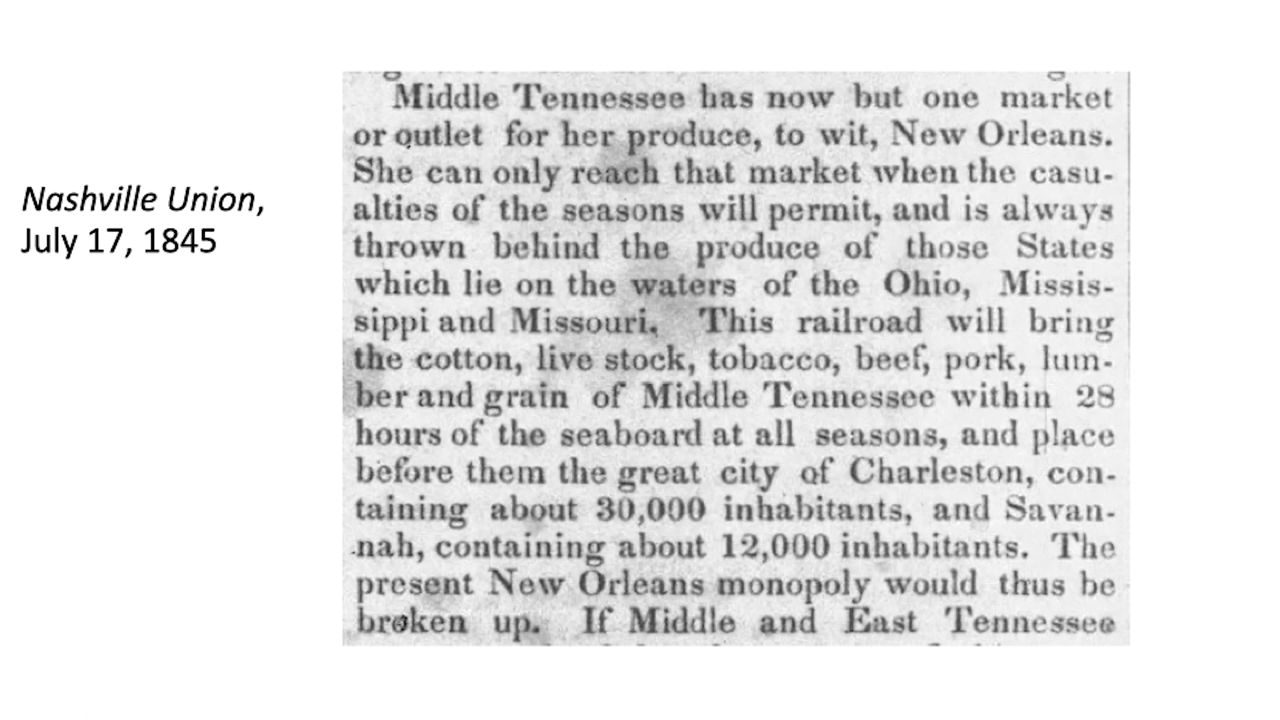 Nashville Union,
July 17, 1845
Middle Tennessee has now but one market
or outlet for her produce, to wit, New Orleans.
She can only reach that market when the casu-
alties of the seasons will permit, and is always
thrown behind the produce of those States
which lie on the waters of the Ohio, Missis-
sippi and Missouri. This railroad will bring
the cotton, live stock, tobacco, beef, pork, lum-
ber and grain of Middle Tennessee within 28
hours of the seaboard at all seasons, and place
before them the great city of Charleston, con-
taining about 30,000 inhabitants, and Savan-
nah, containing about 12,000 inhabitants. The
present New Orleans monopoly would thus be
broken up. If Middle and East Tennessee